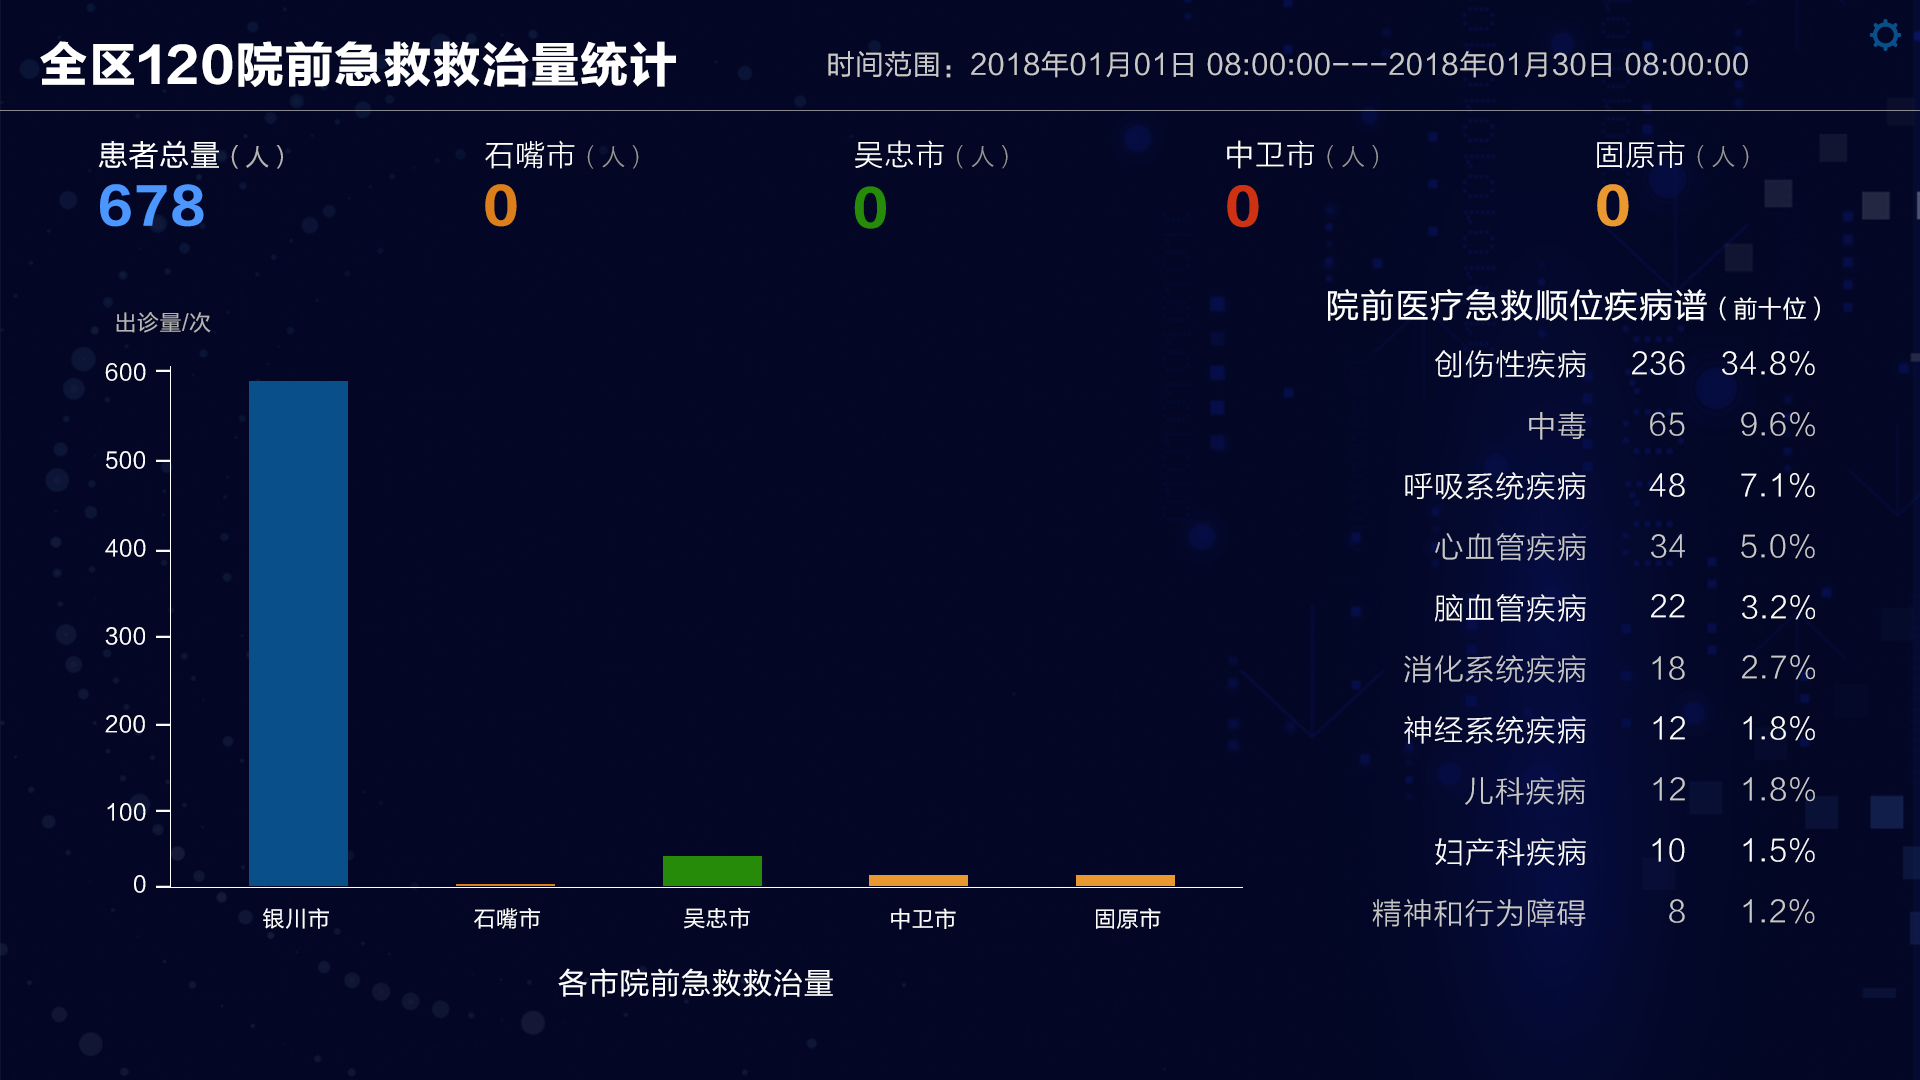 全区120院前急救救治量统计
时间范围：2018年01月01日 08:00:00---2018年01月30日 08:00:00
患者总量（人）
678
石嘴市（人）
0
吴忠市（人）
0
中卫市（人）
0
固原市（人）
0
出诊量/次
600
500
400
300
200
100
0
银川市 石嘴市 吴忠市 中卫市 固原市
各市院前急救救治量
院前医疗急救顺位疾病谱（前十位）
创伤性疾病 236 34.8%
中毒 65 9.6%
呼吸系统疾病 48 7.1%
心血管疾病 34 5.0%
脑血管疾病 22 3.2%
消化系统疾病 18 2.7%
神经系统疾病 12 1.8%
儿科疾病 12 1.8%
妇产科疾病 10 1.5%
精神和行为障碍 8 1.2%